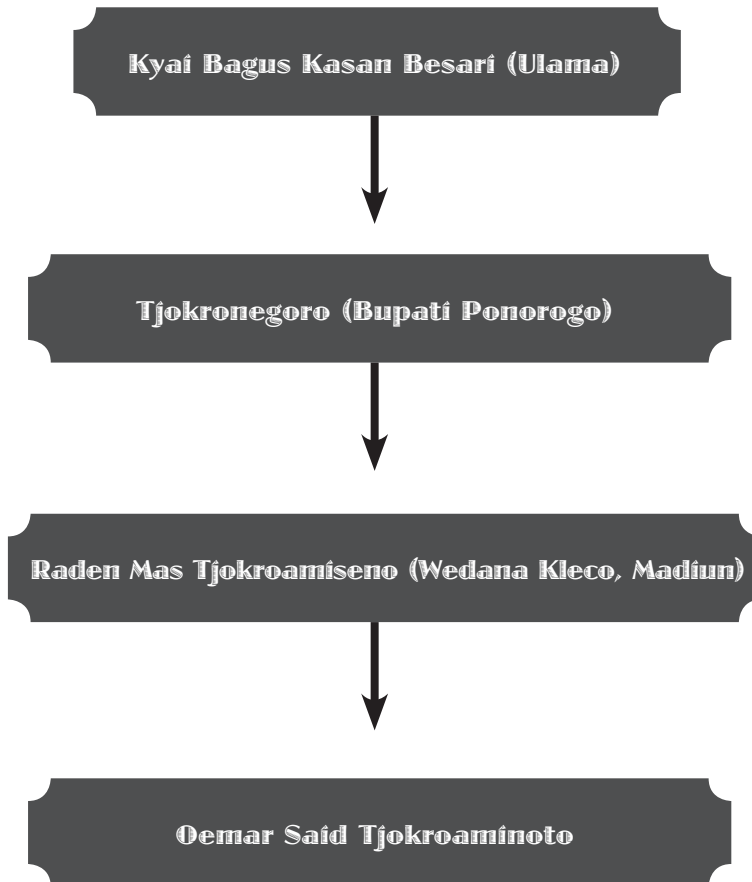 Kyai Bagus Kasan Besari (Ulama)
Tjokronegoro (Bupati Ponorogo)
Raden Mas Tjokroamiseno (Wedana Kleco, Madiun)
Oemar Said Tjokroaminoto